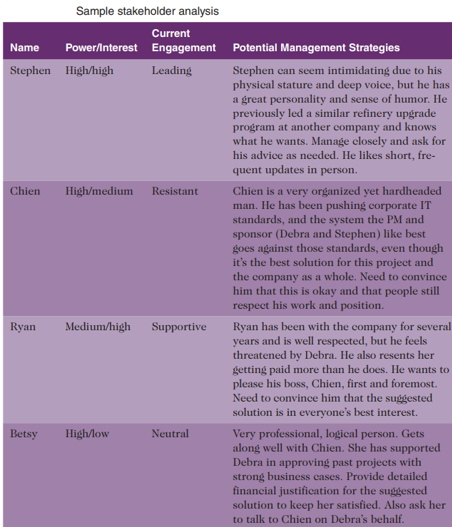 Sample stakeholder analysis
Name Power/Interest Current Engagement Potential Management Strategies
Stephen High/high Leading Stephen can seem intimidating due to his
physical stature and deep voice, but he has
a great personality and sense of humor. He
previously led a similar refinery upgrade
program at another company and knows
what he wants. Manage closely and ask for
his advice as needed. He likes short, fre-
quent updates in person.
Chien High/medium Resistant Chien is a very organized yet hardheaded
man. He has been pushing corporate IT
standards, and the system the PM and
sponsor (Debra and Stephen) like best
goes against those standards, even though
it's the best solution for this project and
the company as a whole. Need to convince
him that this is okay and that people still
respect his work and position.
Ryan Medium/high Supportive Ryan has been with the company for several
years and is well respected, but he feels
threatened by Debra. He also resents her
getting paid more than he does. He wants to
please his boss, Chien, first and foremost.
Need to convince him that the suggested
solution is in everyone's best interest.
Betsy High/low Neutral Very professional, logical person. Gets
along well with Chien. She has supported
Debra in approving past projects with
strong business cases. Provide detailed
financial justification for the suggested
solution to keep her satisfied. Also ask her
to talk to Chien on Debra's behalf.